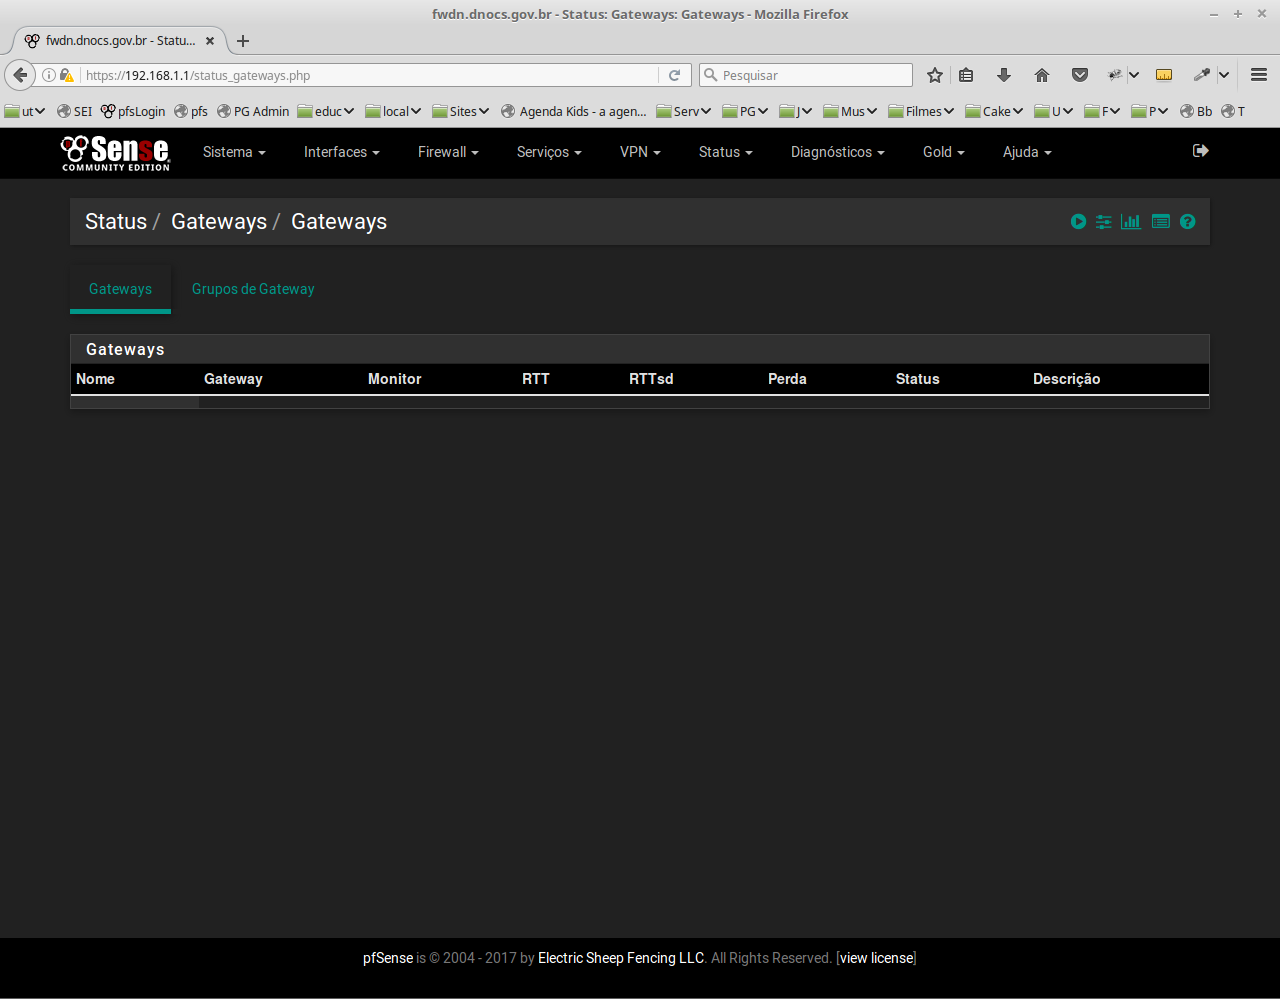 fwdn.dnocs.gov.br - Status: Gateways: Gateways - Mozilla Firefox
fwdn.dnocs.gov.br - Statu...
https://192.168.1.1/status_gateways.php
Pesquisar
ut SEI pfsLogin pfs PG Admin educ local Sites Agenda Kids - a agen... Serv PG J Mus Filmes Cake U F P Bb T
Sense
COMMUNITY EDITION
Sistema Interfaces Firewall Serviços VPN Status Diagnósticos Gold Ajuda
Status / Gateways / Gateways
Gateways Grupos de Gateway
Gateways
Nome Gateway Monitor RTT RTTsd Perda Status Descrição
pfSense is © 2004 - 2017 by Electric Sheep Fencing LLC. All Rights Reserved. [view license]